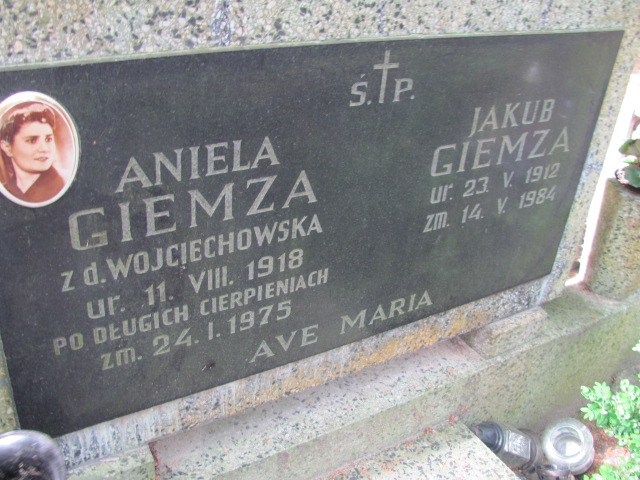 Ś.P.
ANIELA
GIEMZA
z d. WOJCIECHOWSKA
ur. 11. VIII. 1918
PO DŁUGICH CIERPIENIACH
zm. 24. I. 1975
JAKUB
GIEMZA
ur. 23. V. 1912
zm. 14. V. 1984
AVE MARIA